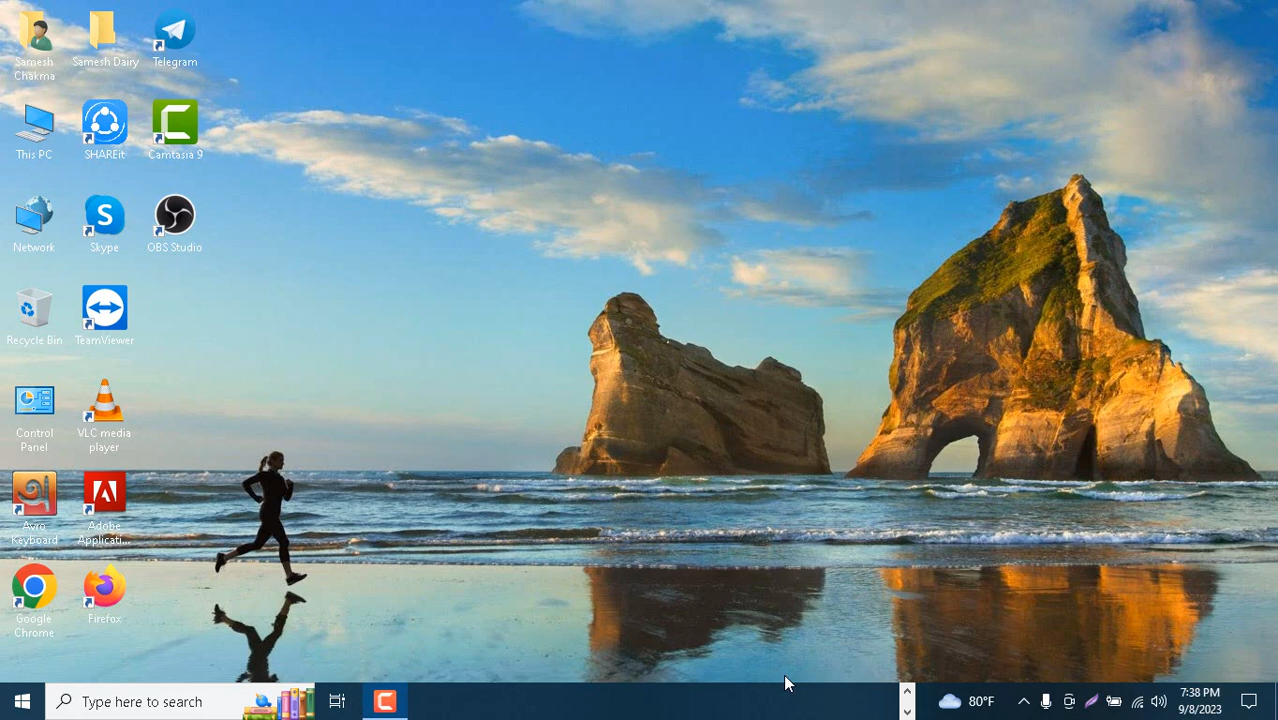 Samesh
Chakma
Samesh Dairy
Telegram
This PC
SHAREit
Camtasia 9
Network
Skype
OBS Studio
Recycle Bin
TeamViewer
Control
Panel
VLC media
player
Avro
Keyboard
Adobe
Applicati...
Google
Chrome
Firefox
Type here to search
80°F
7:38 PM
9/8/2023